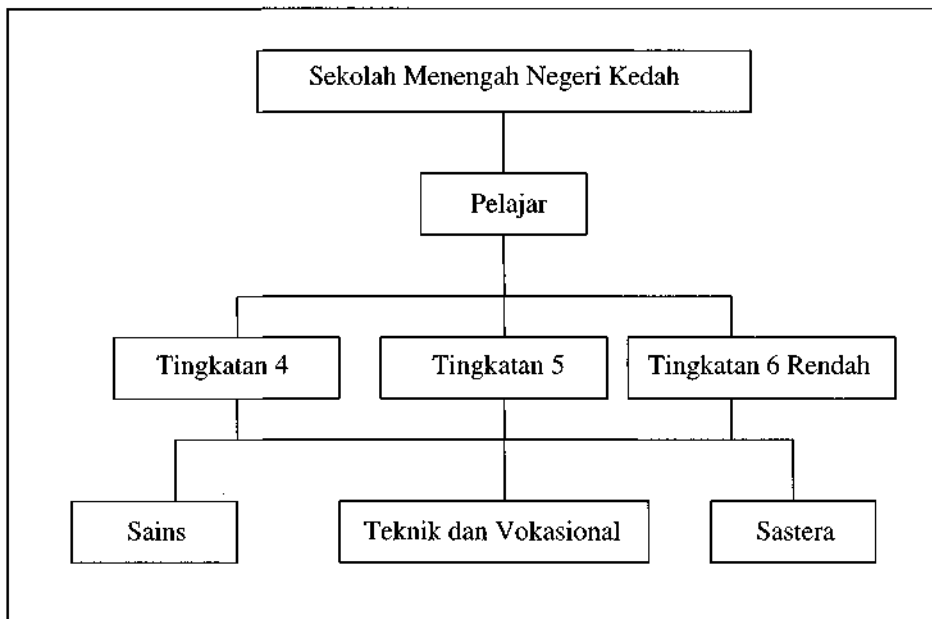 Sekolah Menengah Negeri Kedah
Pelajar
Tingkatan 4
Tingkatan 5
Tingkatan 6 Rendah
Sains
Teknik dan Vokasional
Sastera